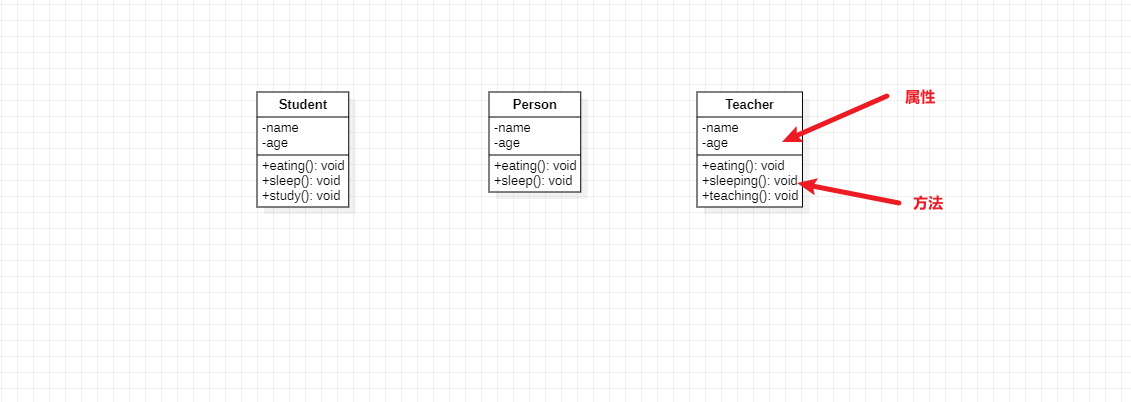 Student
-name
-age
+eating(): void
+sleep(): void
+study(): void
Person
-name
-age
+eating(): void
+sleep(): void
Teacher
-name
-age
+eating(): void
+sleeping(): void
+teaching(): void
属性
方法